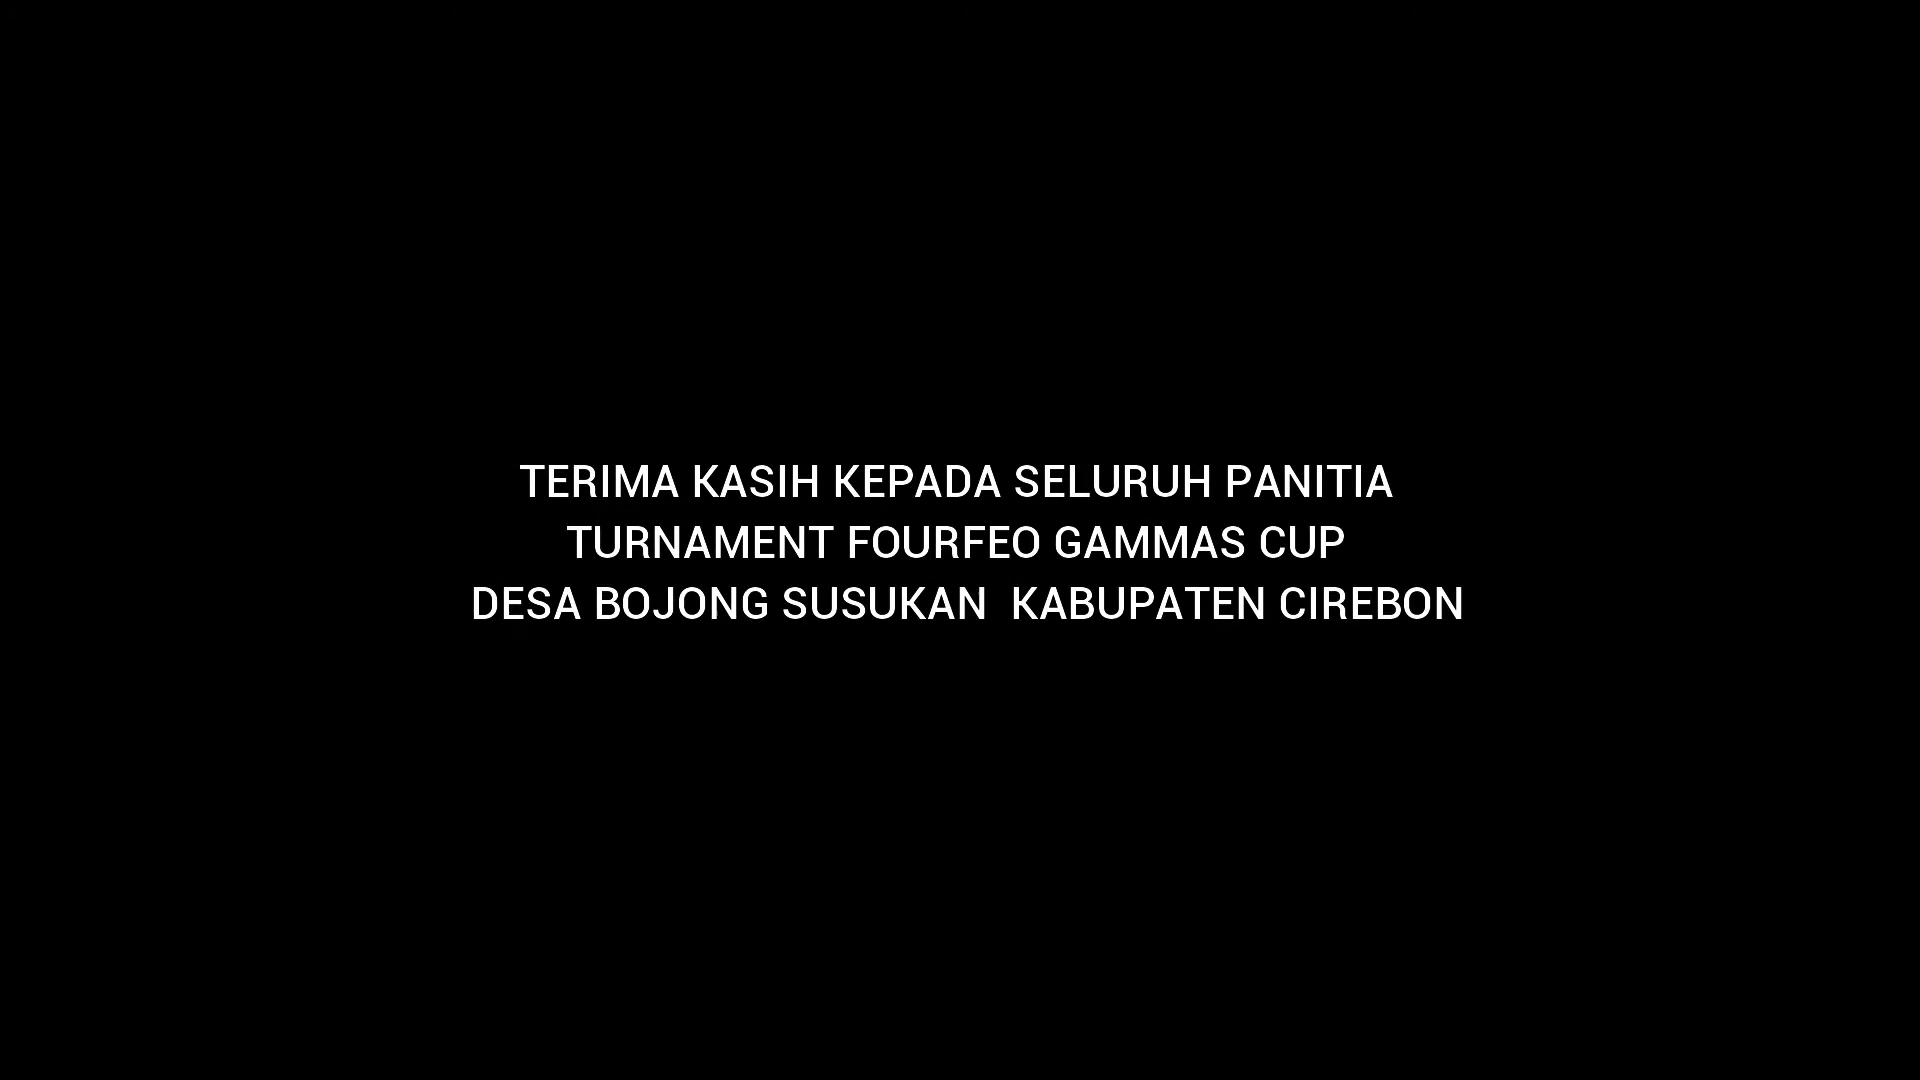 TERIMA KASIH KEPADA SELURUH PANITIA
TURNAMENT FOURFEO GAMMAS CUP
DESA BOJONG SUSUKAN  KABUPATEN CIREBON